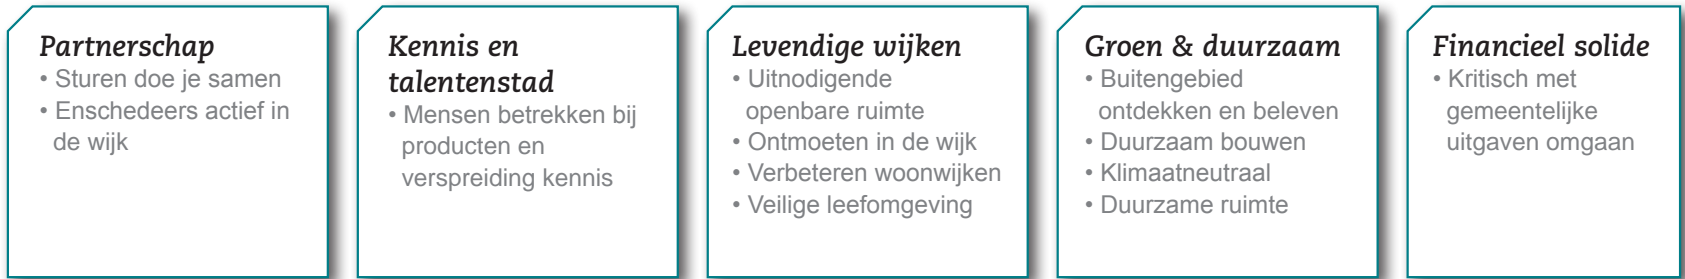 Partnerschap
• Sturen doe je samen
• Enschedeers actief in
de wijk
Kennis en
talentenstad
• Mensen betrekken bij
producten en
verspreiding kennis
Levendige wijken
• Uitnodigende
openbare ruimte
• Ontmoeten in de wijk
• Verbeteren woonwijken
• Veilige leefomgeving
Groen & duurzaam
• Buitengebied
ontdekken en beleven
• Duurzaam bouwen
• Klimaatneutraal
• Duurzame ruimte
Financieel solide
• Kritisch met
gemeentelijke
uitgaven omgaan